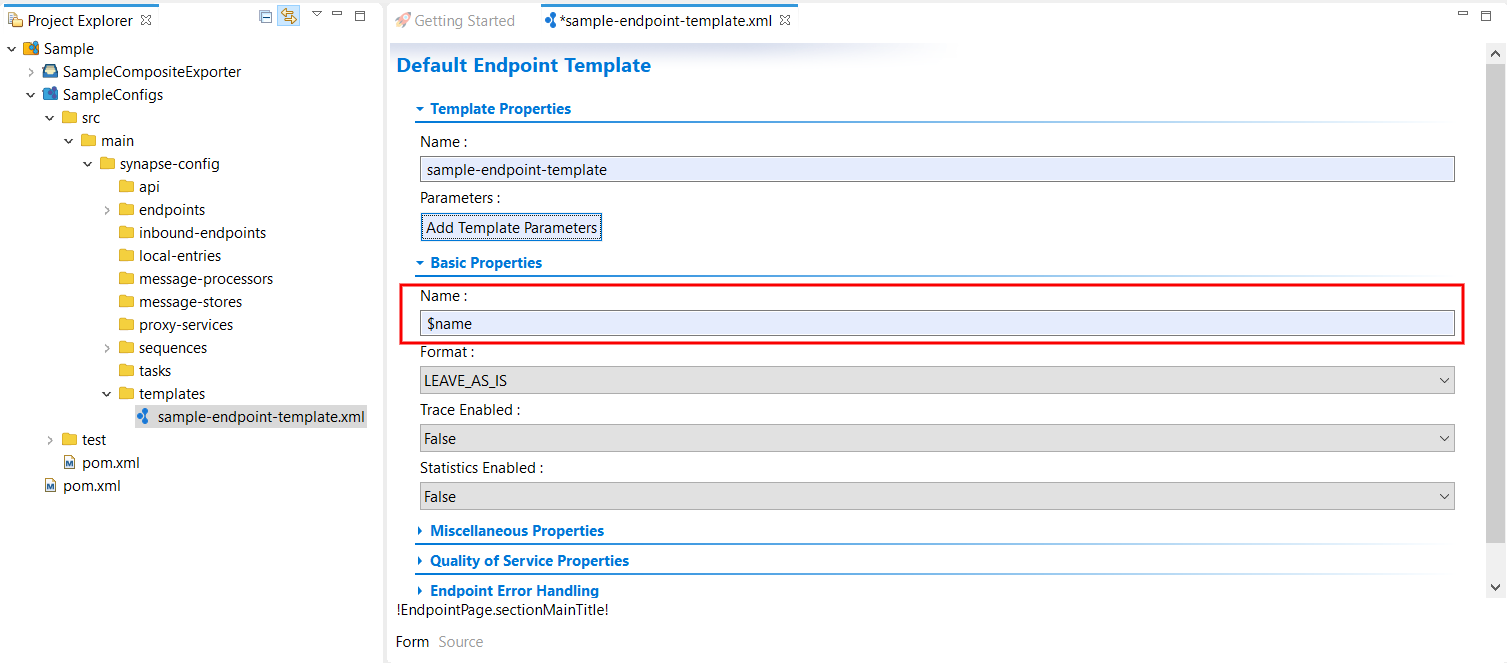 Project Explorer
Sample
SampleCompositeExporter
SampleConfigs
src
main
synapse-config
api
endpoints
inbound-endpoints
local-entries
message-processors
message-stores
proxy-services
sequences
tasks
templates
sample-endpoint-template.xml
test
pom.xml
pom.xml
Getting Started
*sample-endpoint-template.xml
Default Endpoint Template
Template Properties
Name :
sample-endpoint-template
Parameters :
Add Template Parameters
Basic Properties
Name :
$name
Format :
LEAVE_AS_IS
Trace Enabled :
False
Statistics Enabled :
False
Miscellaneous Properties
Quality of Service Properties
Endpoint Error Handling
!EndpointPage.sectionMainTitle!
Form Source